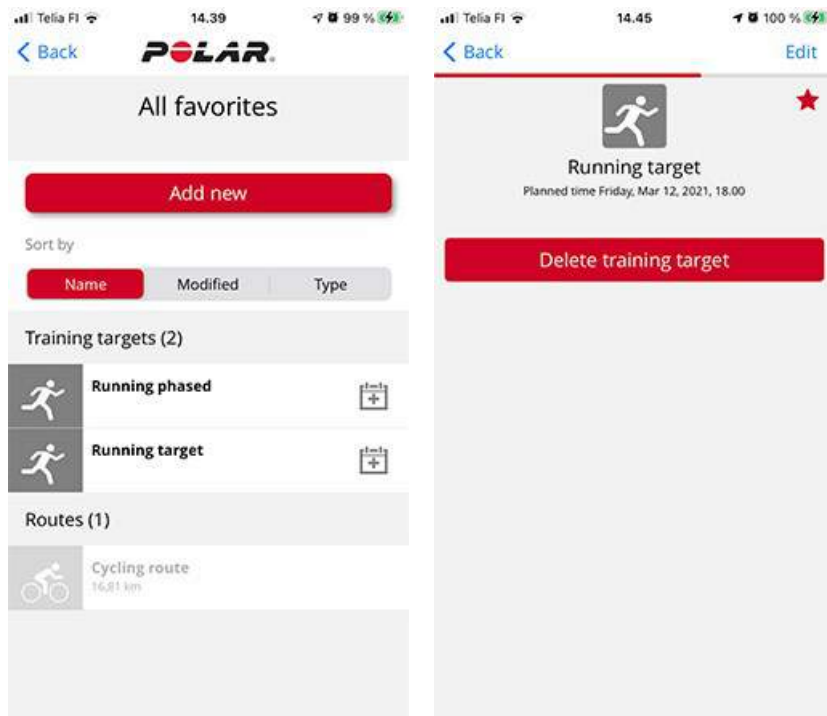 Telia FI 14.39 99 %
Back POLAR.
All favorites
Add new
Sort by
Name Modified Type
Training targets (2)
Running phased
Running target
Routes (1)
Cycling route
16,81 km
Telia FI 14.45 100 %
Back Edit
Running target
Planned time Friday, Mar 12, 2021, 18.00
Delete training target